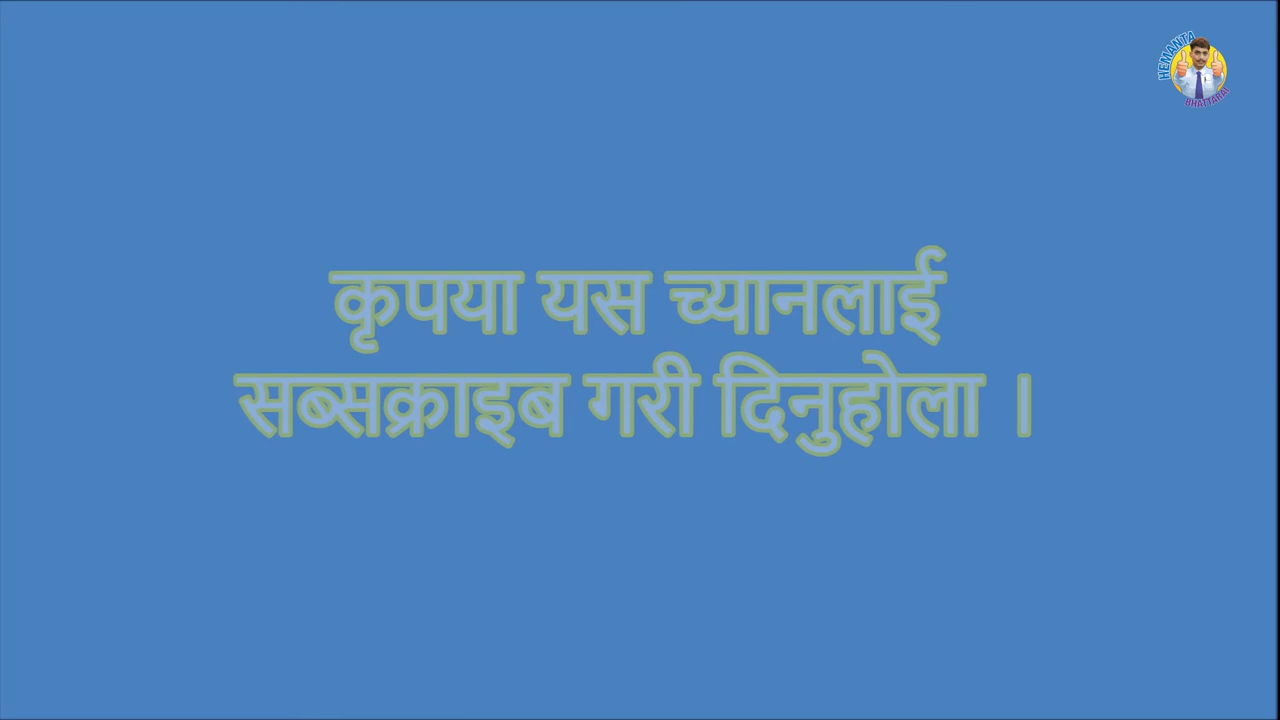 HEMANTA
BHATTARAI
कृपया यस च्यानलाई
सब्सक्राइब गरी दिनुहोला ।